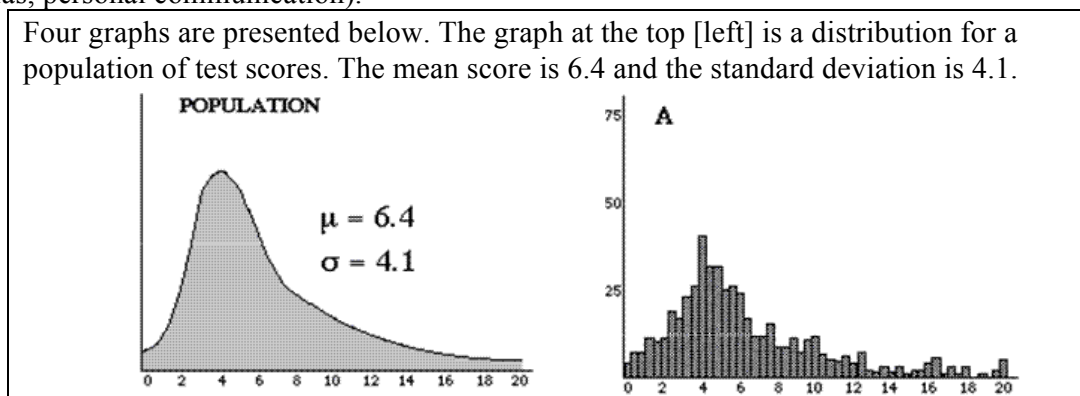 as, personal communication).
Four graphs are presented below. The graph at the top [left] is a distribution for a
population of test scores. The mean score is 6.4 and the standard deviation is 4.1.
POPULATION
μ = 6.4
σ = 4.1
0 2 4 6 8 10 12 14 16 18 20
A
75
50
25
0 2 4 6 8 10 12 14 16 18 20